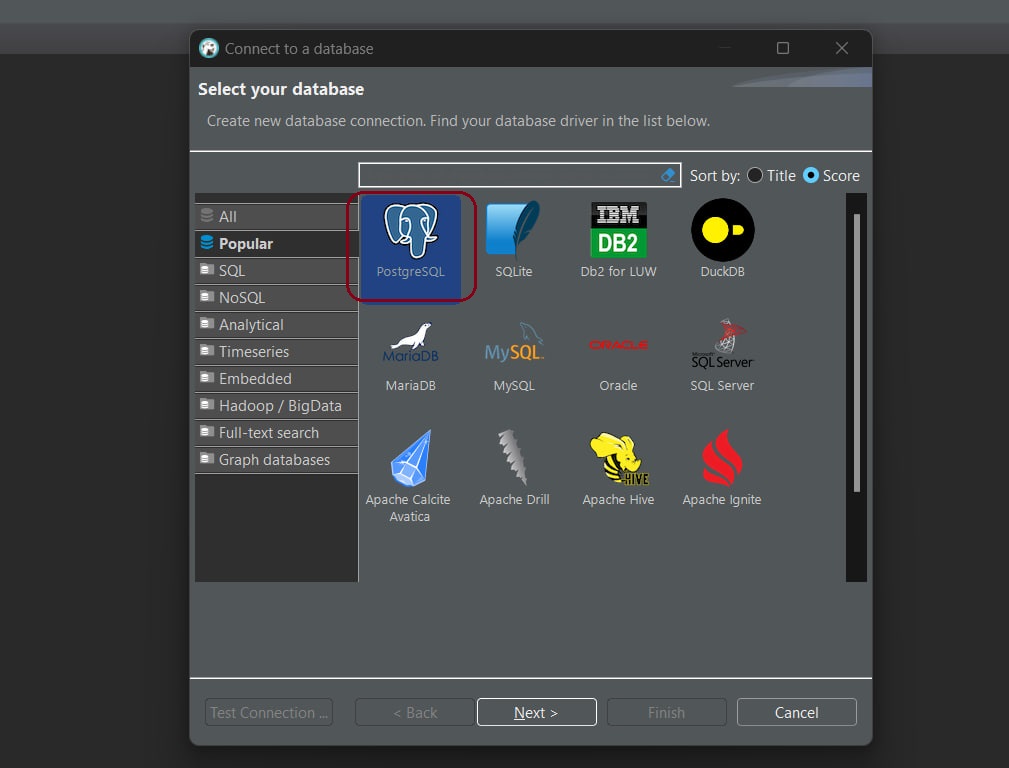 Connect to a database
Select your database
Create new database connection. Find your database driver in the list below.
Sort by: Title Score
All
Popular
SQL
NoSQL
Analytical
Timeseries
Embedded
Hadoop / BigData
Full-text search
Graph databases
PostgreSQL
SQLite
IBM
DB2
Db2 for LUW
DuckDB
MariaDB
MariaDB
MySQL
MySQL
ORACLE
Oracle
Microsoft
SQL Server
SQL Server
Apache Calcite
Avatica
Apache Drill
HIVE
Apache Hive
Apache Ignite
Test Connection ...
< Back
Next >
Finish
Cancel